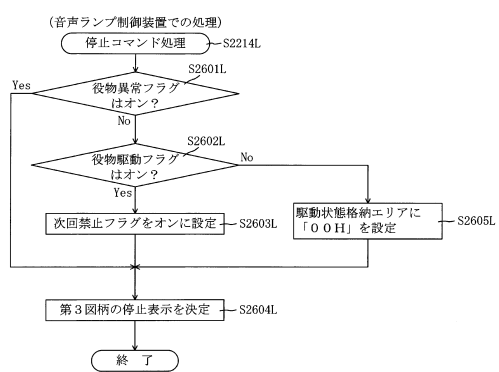 （音声ランプ制御装置での処理）
停止コマンド処理
S2214L
S2601L
Yes
役物異常フラグ
はオン？
No
S2602L
役物駆動フラグ
はオン？
No
Yes
次回禁止フラグをオンに設定
S2603L
駆動状態格納エリアに
「００Ｈ」を設定
S2605L
第３図柄の停止表示を決定
S2604L
終 了